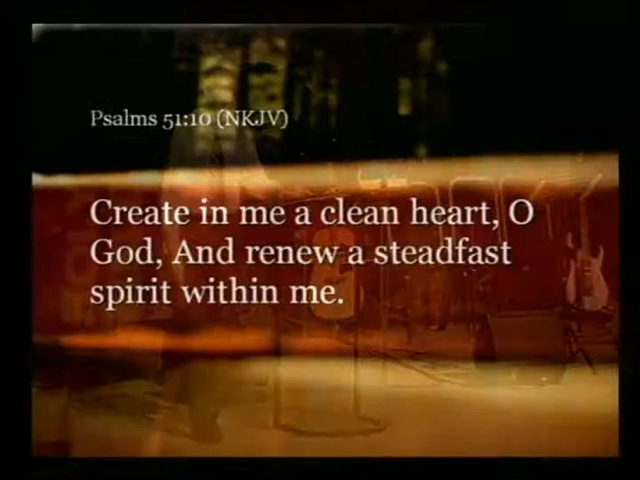 Psalms 51:10 (NKJV)
Create in me a clean heart, O
God, And renew a steadfast
spirit within me.